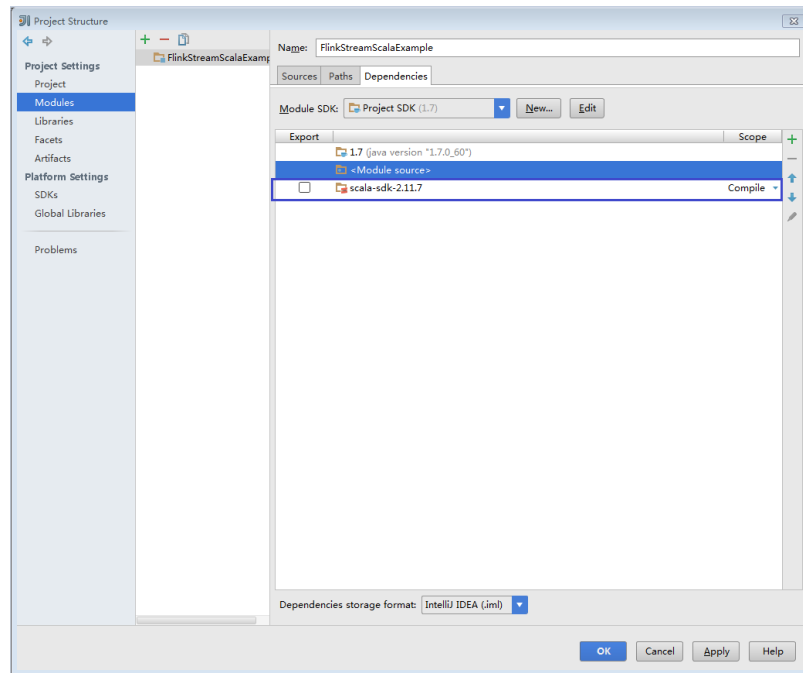 Project Structure
Project Settings
Project
Modules
Libraries
Facets
Artifacts
Platform Settings
SDKs
Global Libraries
Problems
FlinkStreamScalaExamp
Name: FlinkStreamScalaExample
Sources Paths Dependencies
Module SDK: Project SDK (1.7) New... Edit
Export Scope
1.7 (java version "1.7.0_60")
<Module source>
scala-sdk-2.11.7 Compile
Dependencies storage format: IntelliJ IDEA (.iml)
OK Cancel Apply Help